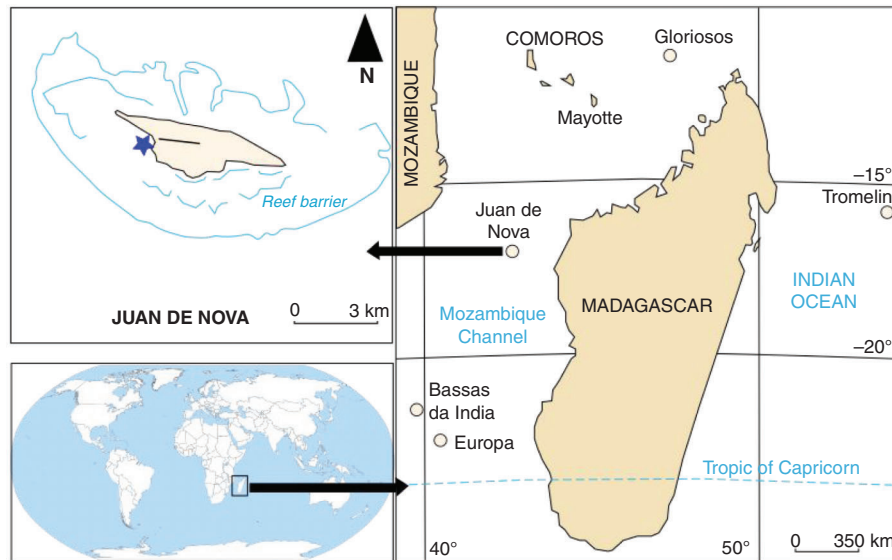 N
Reef barrier
JUAN DE NOVA
0 3 km
MOZAMBIQUE
COMOROS
Gloriosos
Mayotte
–15°
Tromelin
Juan de
Nova
INDIAN
OCEAN
MADAGASCAR
Mozambique
Channel
–20°
Bassas
da India
Europa
Tropic of Capricorn
40°
50°
0 350 km